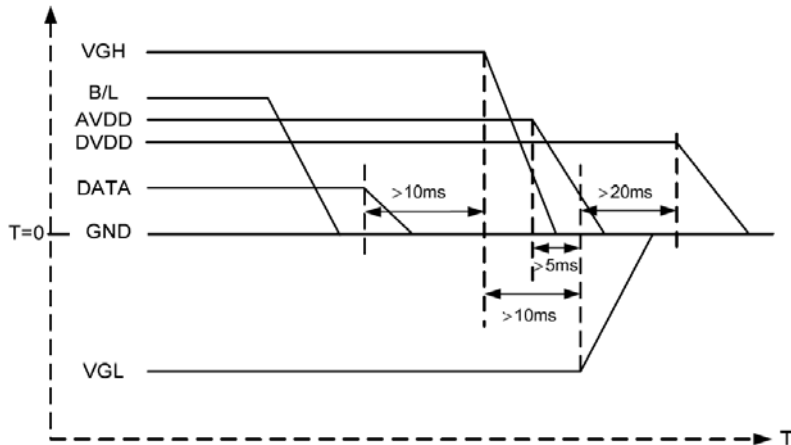 VGH
B/L
AVDD
DVDD
DATA
>10ms
>20ms
T=0
GND
>5ms
>10ms
VGL
T